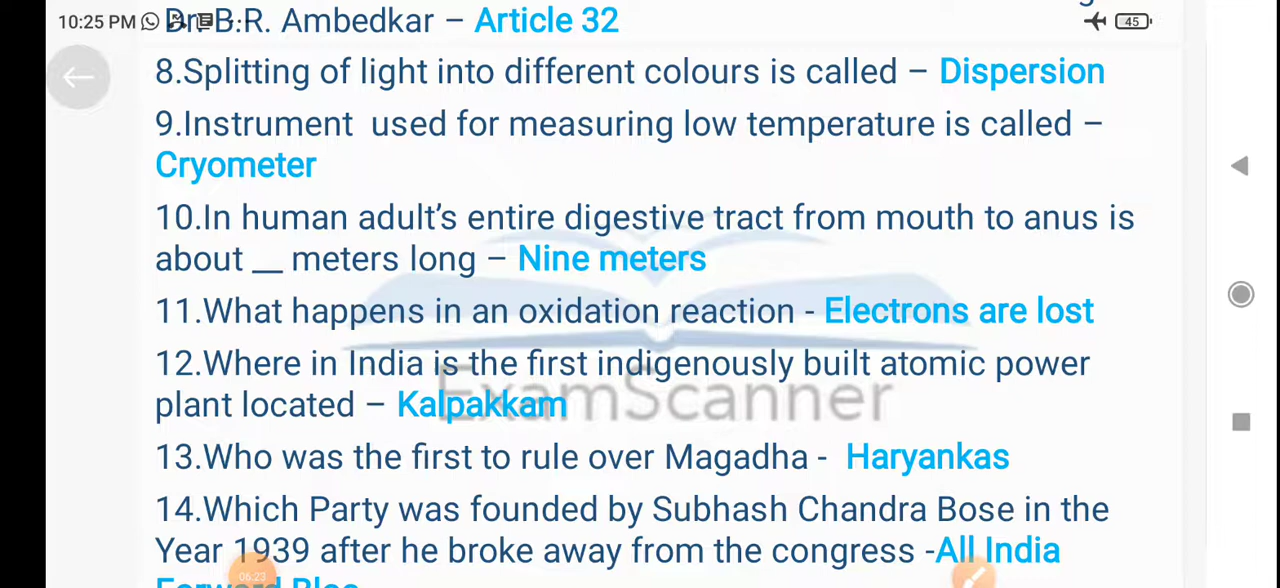 10:25 PM
45
Dr. B.R. Ambedkar – Article 32
8.Splitting of light into different colours is called – Dispersion
9.Instrument used for measuring low temperature is called –
Cryometer
10.In human adult’s entire digestive tract from mouth to anus is
about __ meters long – Nine meters
11.What happens in an oxidation reaction - Electrons are lost
12.Where in India is the first indigenously built atomic power
plant located – Kalpakkam
ExamScanner
13.Who was the first to rule over Magadha - Haryankas
14.Which Party was founded by Subhash Chandra Bose in the
Year 1939 after he broke away from the congress -All India
Forward Bloc
06:23